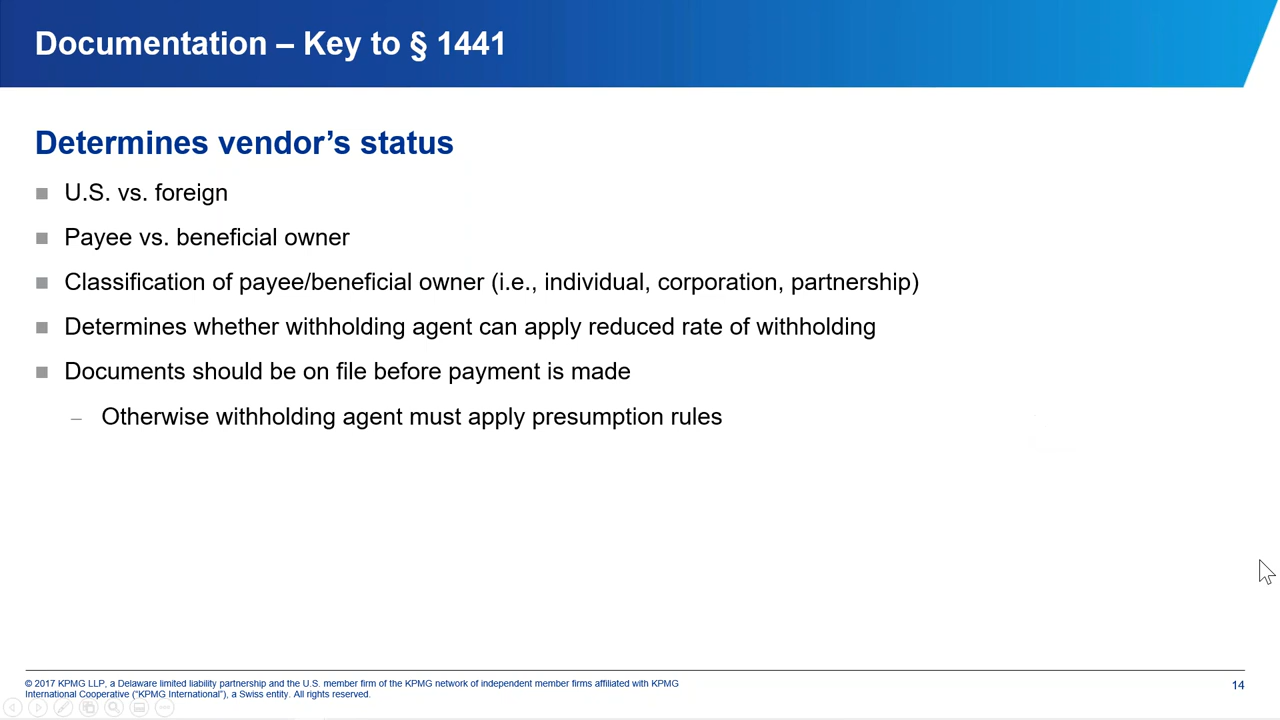 Documentation – Key to § 1441
Determines vendor’s status
U.S. vs. foreign
Payee vs. beneficial owner
Classification of payee/beneficial owner (i.e., individual, corporation, partnership)
Determines whether withholding agent can apply reduced rate of withholding
Documents should be on file before payment is made
– Otherwise withholding agent must apply presumption rules
© 2017 KPMG LLP, a Delaware limited liability partnership and the U.S. member firm of the KPMG network of independent member firms affiliated with KPMG
International Cooperative (“KPMG International”), a Swiss entity. All rights reserved.
14